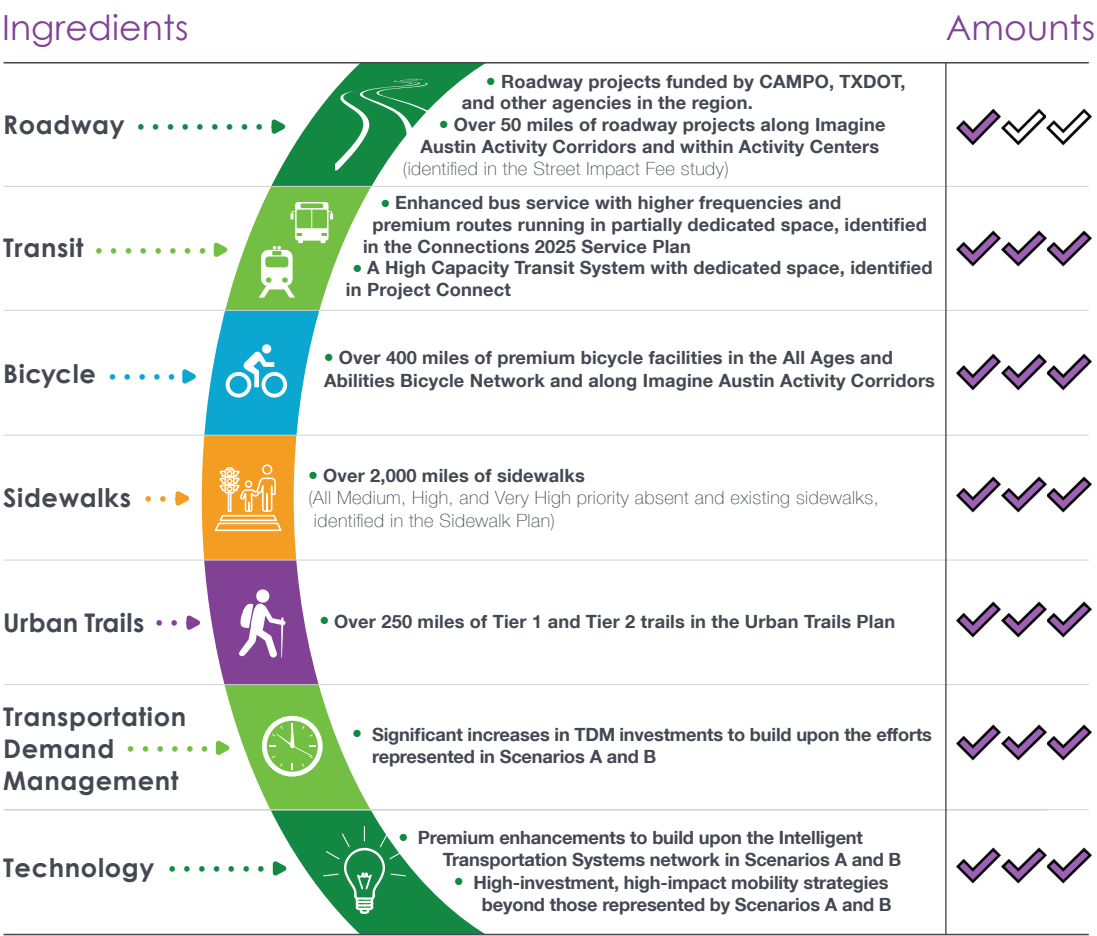 Ingredients
Amounts
Roadway
• Roadway projects funded by CAMPO, TXDOT,
and other agencies in the region.
• Over 50 miles of roadway projects along Imagine
Austin Activity Corridors and within Activity Centers
(identified in the Street Impact Fee study)
Transit
• Enhanced bus service with higher frequencies and
premium routes running in partially dedicated space, identified
in the Connections 2025 Service Plan
• A High Capacity Transit System with dedicated space, identified
in Project Connect
Bicycle
• Over 400 miles of premium bicycle facilities in the All Ages and
Abilities Bicycle Network and along Imagine Austin Activity Corridors
Sidewalks
• Over 2,000 miles of sidewalks
(All Medium, High, and Very High priority absent and existing sidewalks,
identified in the Sidewalk Plan)
Urban Trails
• Over 250 miles of Tier 1 and Tier 2 trails in the Urban Trails Plan
Transportation
Demand
Management
• Significant increases in TDM investments to build upon the efforts
represented in Scenarios A and B
Technology
• Premium enhancements to build upon the Intelligent
Transportation Systems network in Scenarios A and B
• High-investment, high-impact mobility strategies
beyond those represented by Scenarios A and B